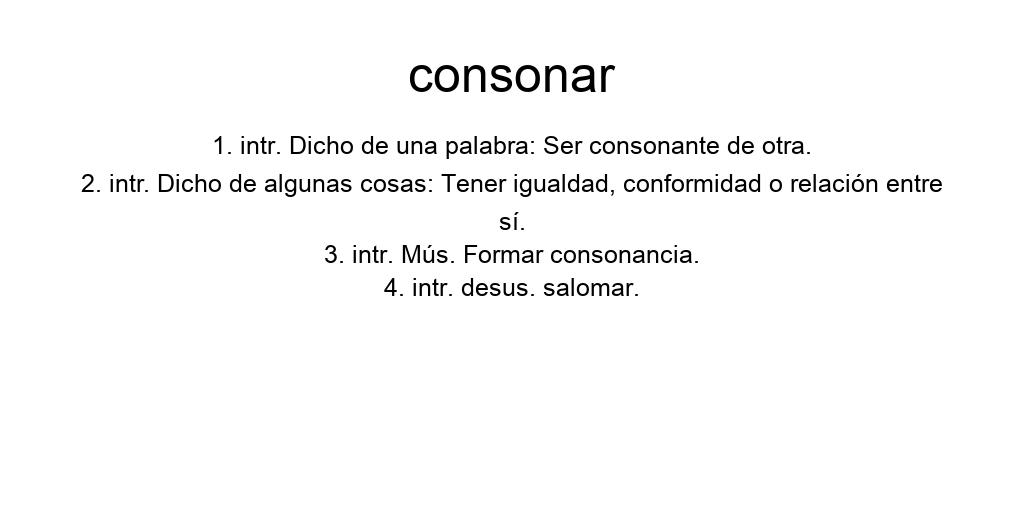 consonar
1. intr. Dicho de una palabra: Ser consonante de otra.
2. intr. Dicho de algunas cosas: Tener igualdad, conformidad o relación entre
sí.
3. intr. Mús. Formar consonancia.
4. intr. desus. salomar.